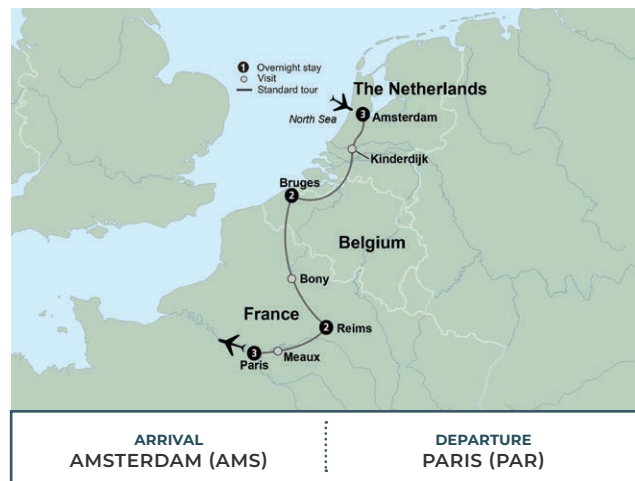 1 Overnight stay
Visit
Standard tour
The Netherlands
North Sea
3 Amsterdam
Kinderdijk
Bruges
2
Belgium
Bony
France
2 Reims
3
Paris
Meaux
ARRIVAL
AMSTERDAM (AMS)
DEPARTURE
PARIS (PAR)